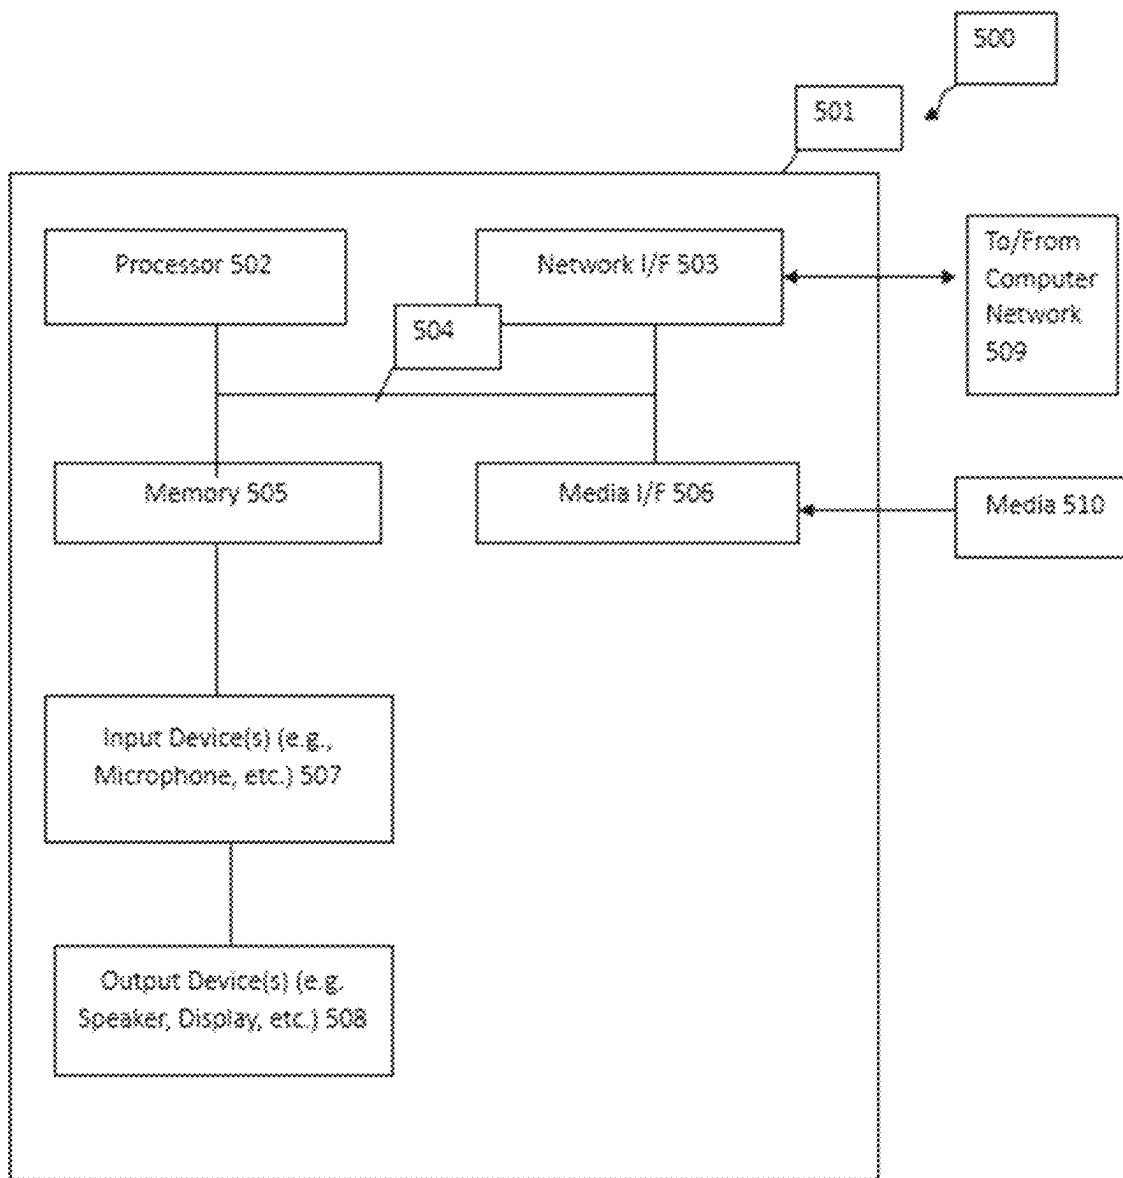 500
501
Processor 502
Network I/F 503
To/From
Computer
Network
509
504
Memory 505
Media I/F 506
Media 510
Input Device(s) (e.g.,
Microphone, etc.) 507
Output Device(s) (e.g.
Speaker, Display, etc.) 508